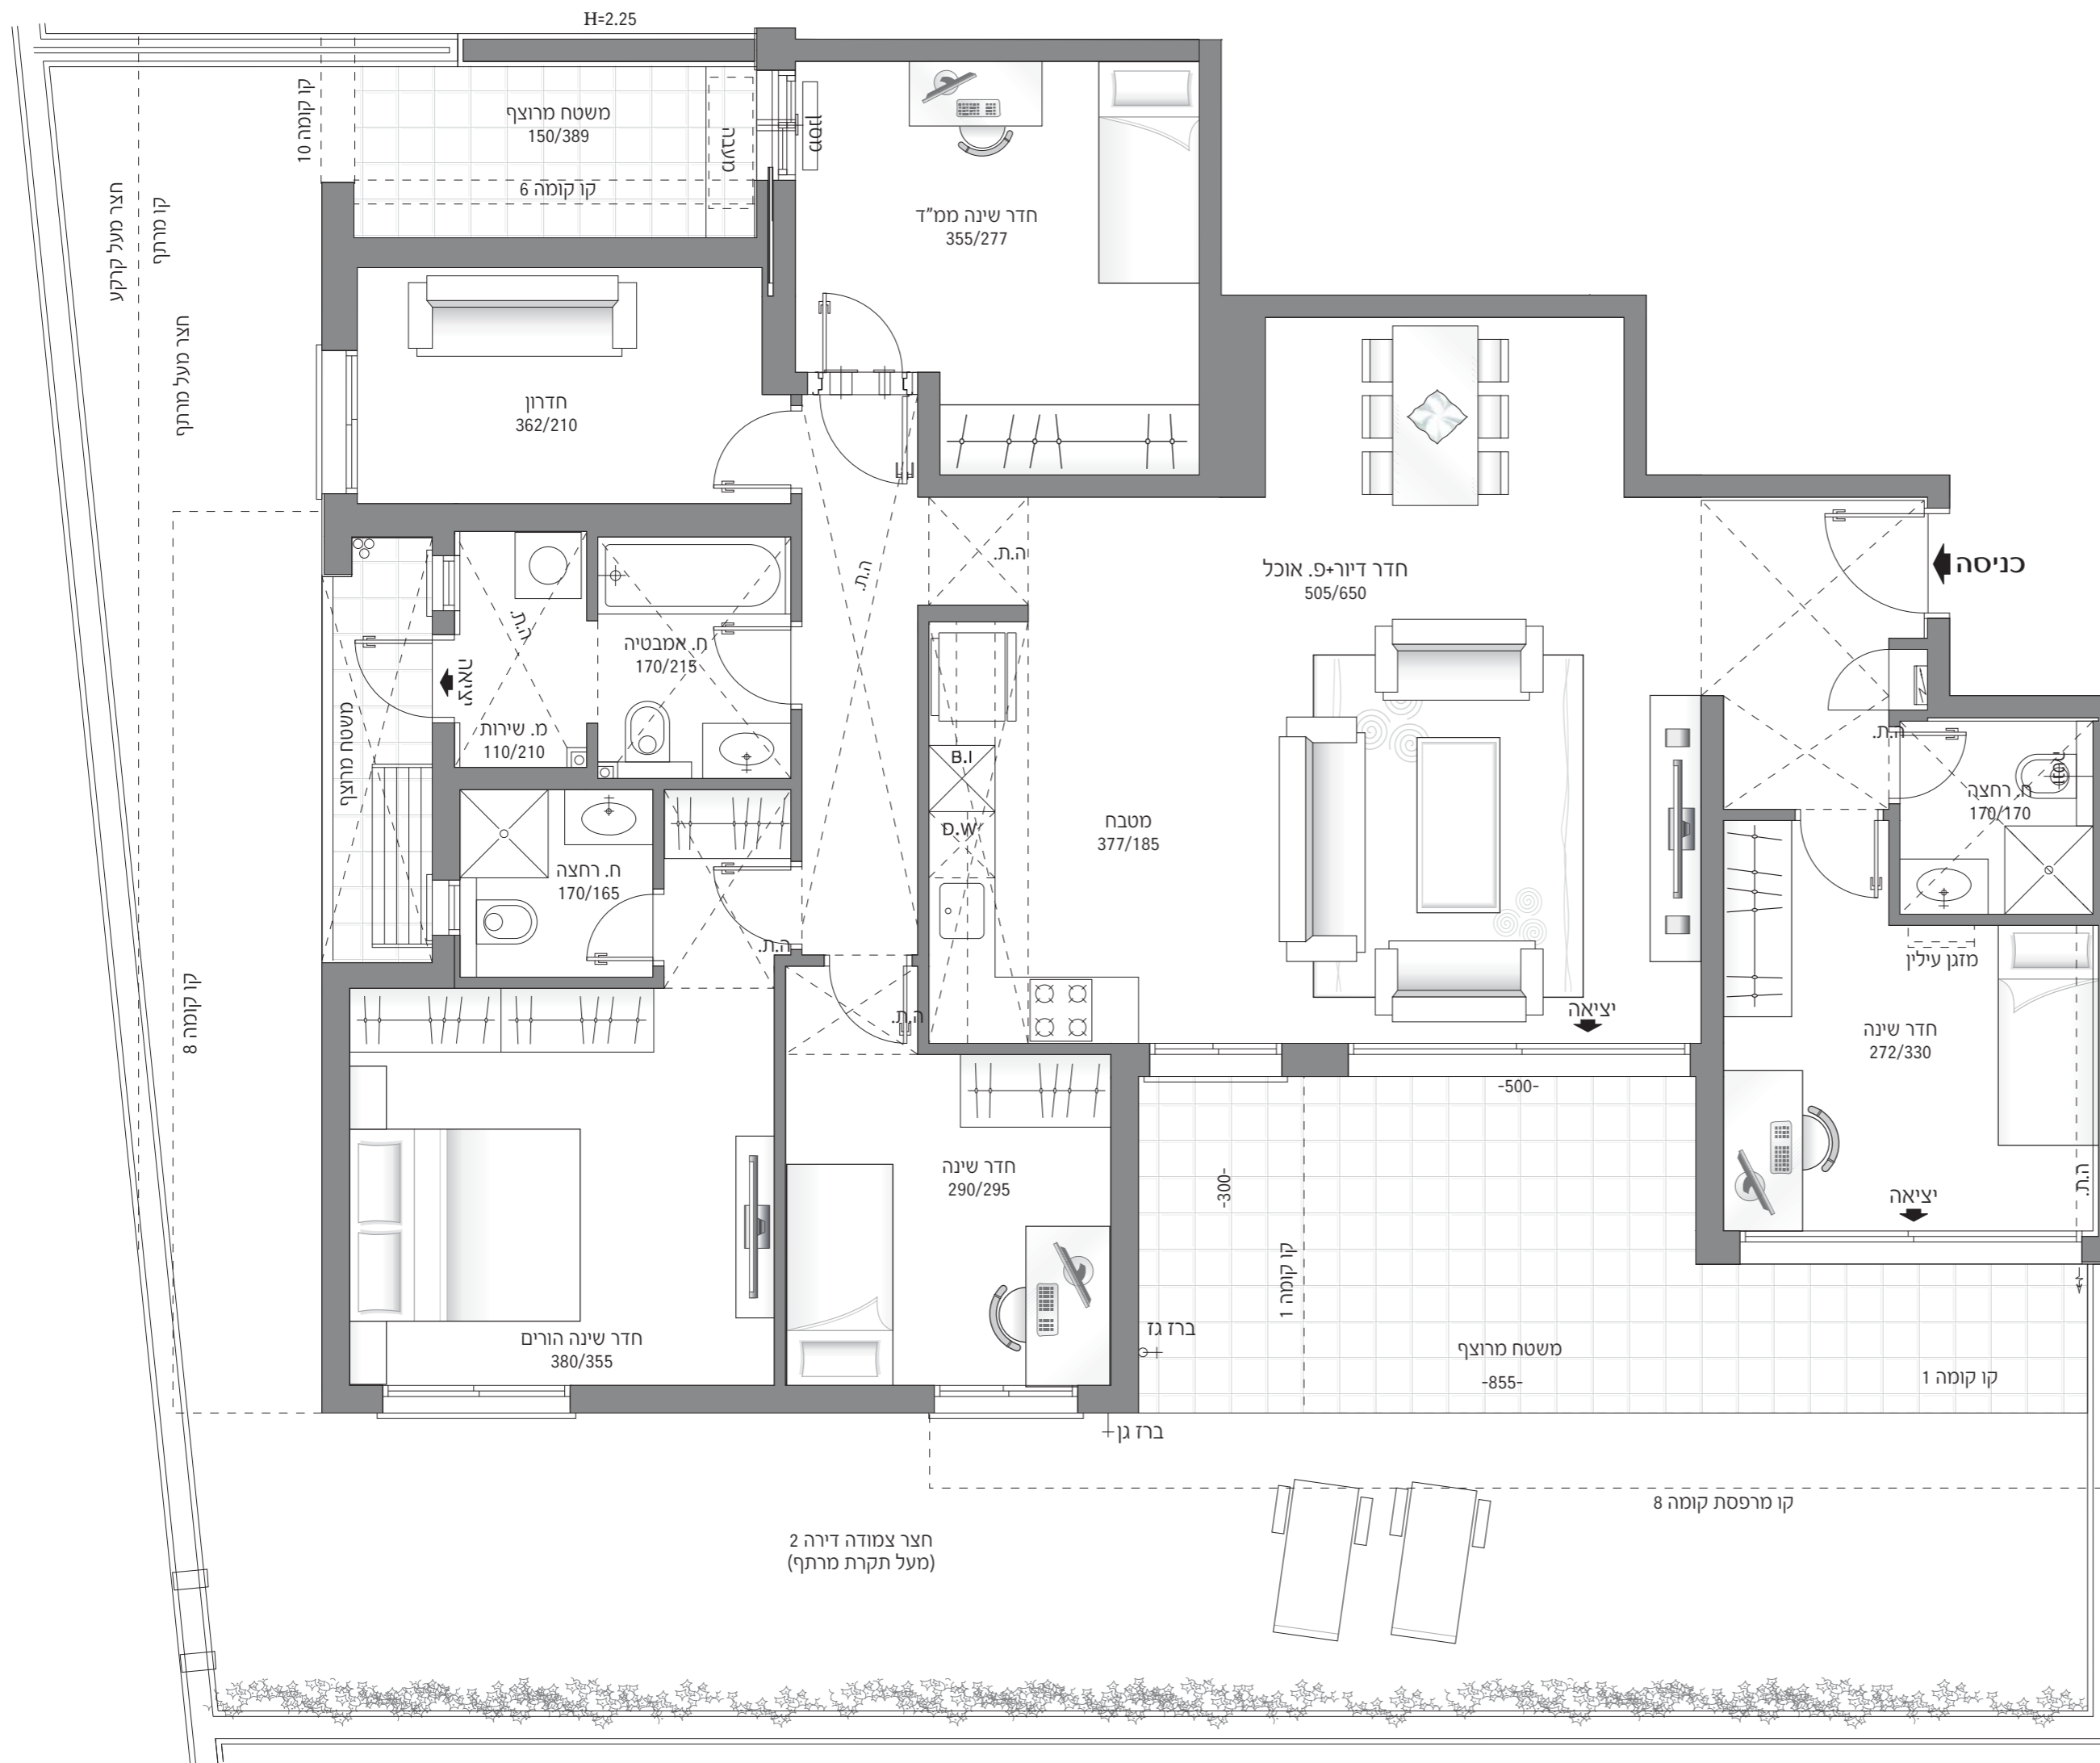 H=2.25
משטח מרוצף
150/389
קו קומה 6
קו קומה 10
חצר מעל קרקע
קו מרתף
חצר מעל מרתף
מעבה
חדר שינה ממ"ד
355/277
חדרון
362/210
ה.ת.
ה.ת.
חדר דיור+פ. אוכל
505/650
כניסה
ה.ת.
ח. אמבטיה
170/215
יציאה
מ. שירות
110/210
משטח מרוצף
B.I
D.W
מטבח
377/185
ה.ת.
ח. רחצה
170/170
ח. רחצה
170/165
ה.ת.
ה.ת.
מזגן עילין
יציאה
חדר שינה
272/330
קו קומה 8
-500-
-300-
חדר שינה
290/295
יציאה
ה.ת.
קו קומה 1
ברז גז
חדר שינה הורים
380/355
משטח מרוצף
-855-
קו קומה 1
ברז גן
קו מרפסת קומה 8
חצר צמודה דירה 2
(מעל תקרת מרתף)